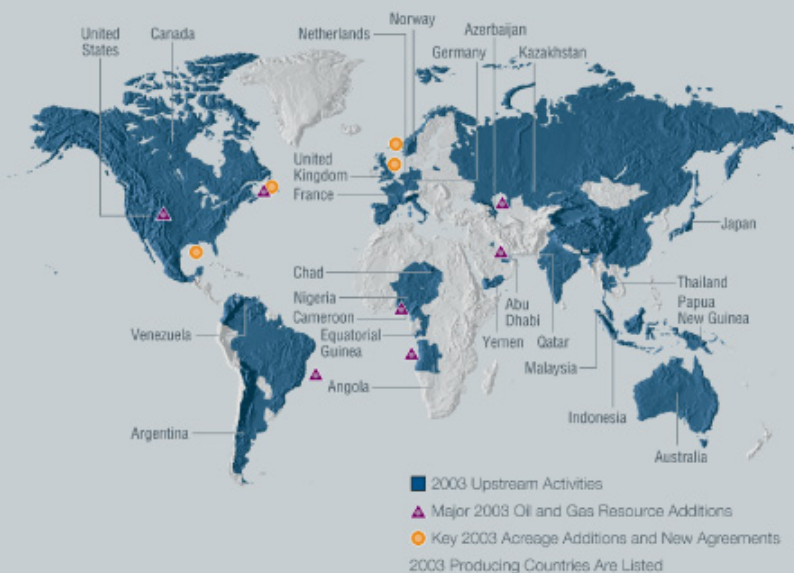 Norway
United
States
Canada
Netherlands
Azerbaijan
Germany
Kazakhstan
United
Kingdom
France
Japan
Chad
Nigeria
Cameroon
Equatorial
Guinea
Angola
Venezuela
Argentina
Abu
Dhabi
Yemen
Qatar
Thailand
Papua
New Guinea
Malaysia
Indonesia
Australia
2003 Upstream Activities
Major 2003 Oil and Gas Resource Additions
Key 2003 Acreage Additions and New Agreements
2003 Producing Countries Are Listed